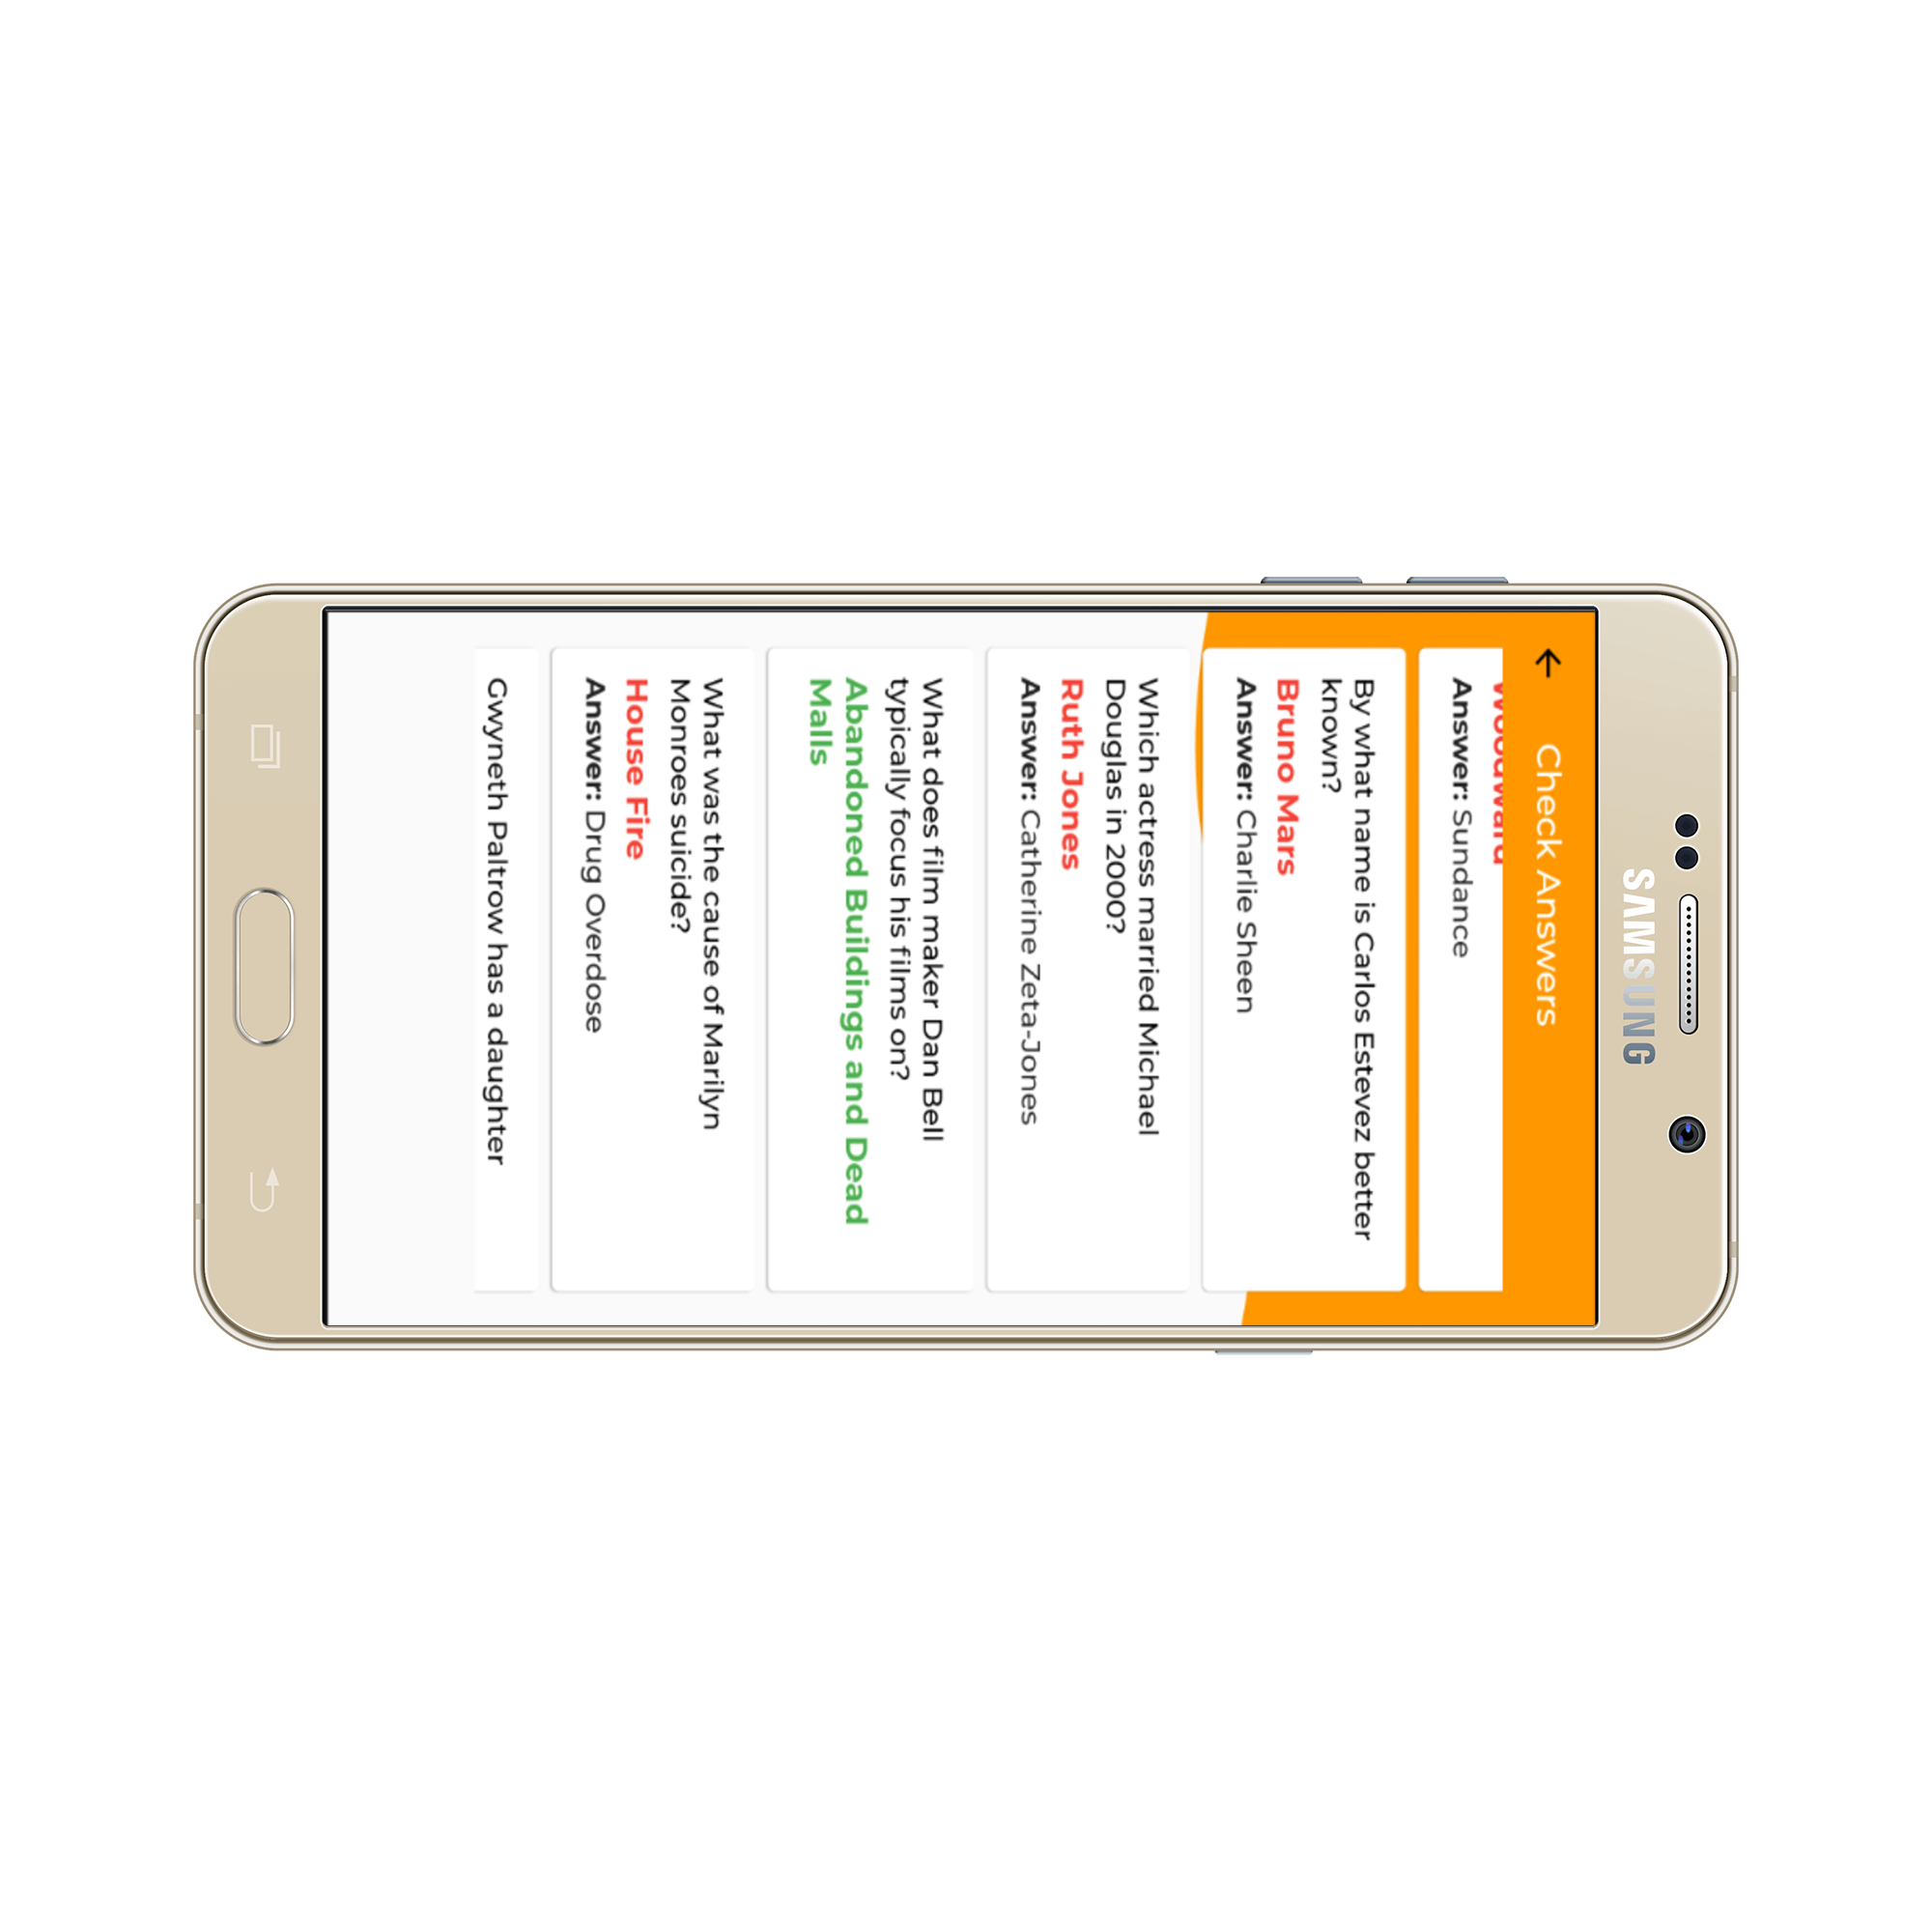 SAMSUNG
Check Answers
Answer: Sundance
By what name is Carlos Estevez better
known?
Bruno Mars
Answer: Charlie Sheen
Which actress married Michael
Douglas in 2000?
Ruth Jones
Answer: Catherine Zeta-Jones
What does film maker Dan Bell
typically focus his films on?
Abandoned Buildings and Dead
Malls
What was the cause of Marilyn
Monroes suicide?
House Fire
Answer: Drug Overdose
Gwyneth Paltrow has a daughter